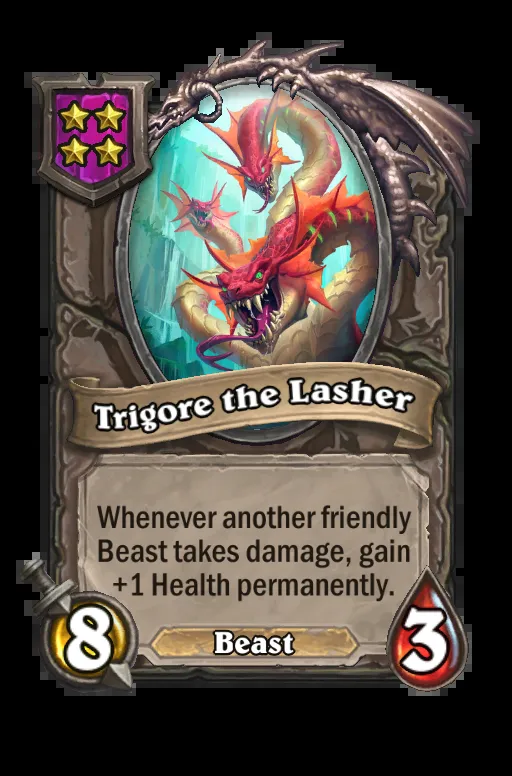 Trigore the Lasher
Whenever another friendly
Beast takes damage, gain
+1 Health permanently.
8
Beast
3